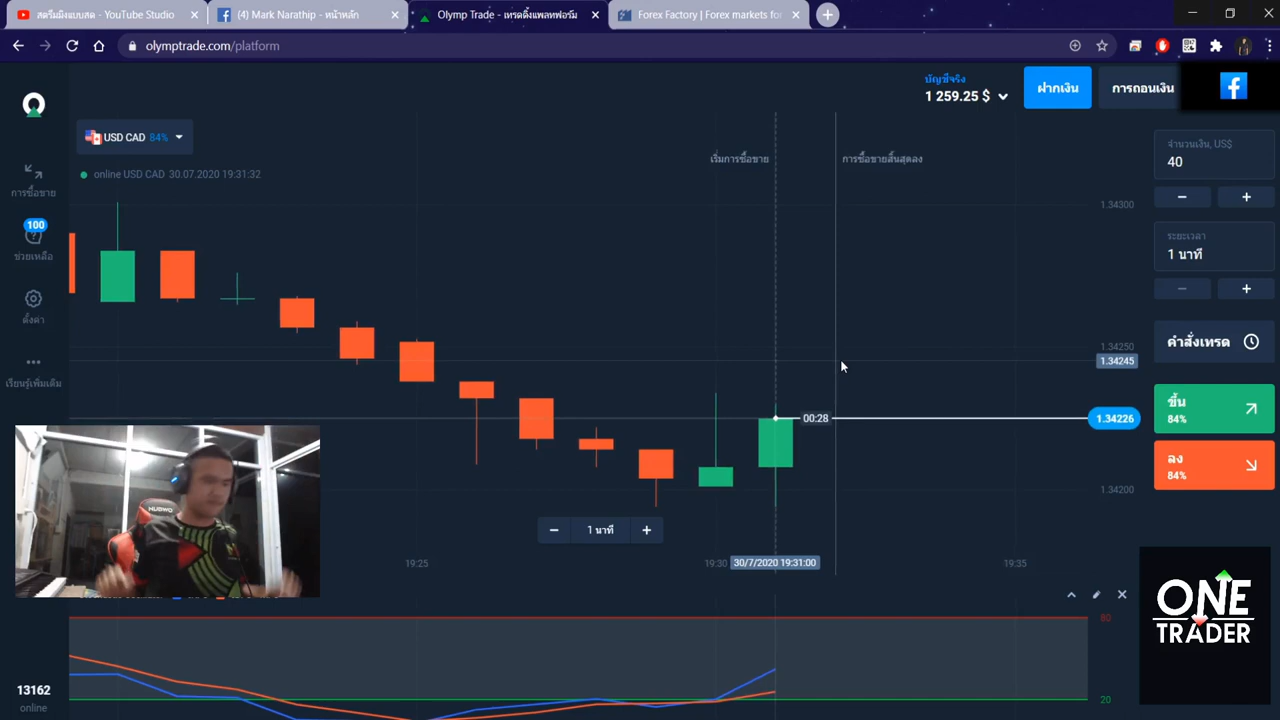 สตรีมมิงแบบสด - YouTube Studio
(4) Mark Narathip - หน้าหลัก
Olymp Trade - เทรดดิ้งแพลทฟอร์ม
Forex Factory | Forex markets for
olymptrade.com/platform
บัญชีจริง
1 259.25 $
ฝากเงิน
การถอนเงิน
USD CAD 84%
เริ่มการซื้อขาย
การซื้อขายสิ้นสุดลง
จำนวนเงิน, US$
40
online USD CAD 30.07.2020 19:31:32
การซื้อขาย
1.34300
100
ช่วยเหลือ
ระยะเวลา
1 นาที
ตั้งค่า
คำสั่งเทรด
1.34250
1.34245
เรียนรู้เพิ่มเติม
ขึ้น
84%
00:28
1.34226
ลง
84%
1.34200
1 นาที
19:25
19:30
30/7/2020 19:31:00
19:35
HUDWO
80
20
ONE
TRADER
13162
online